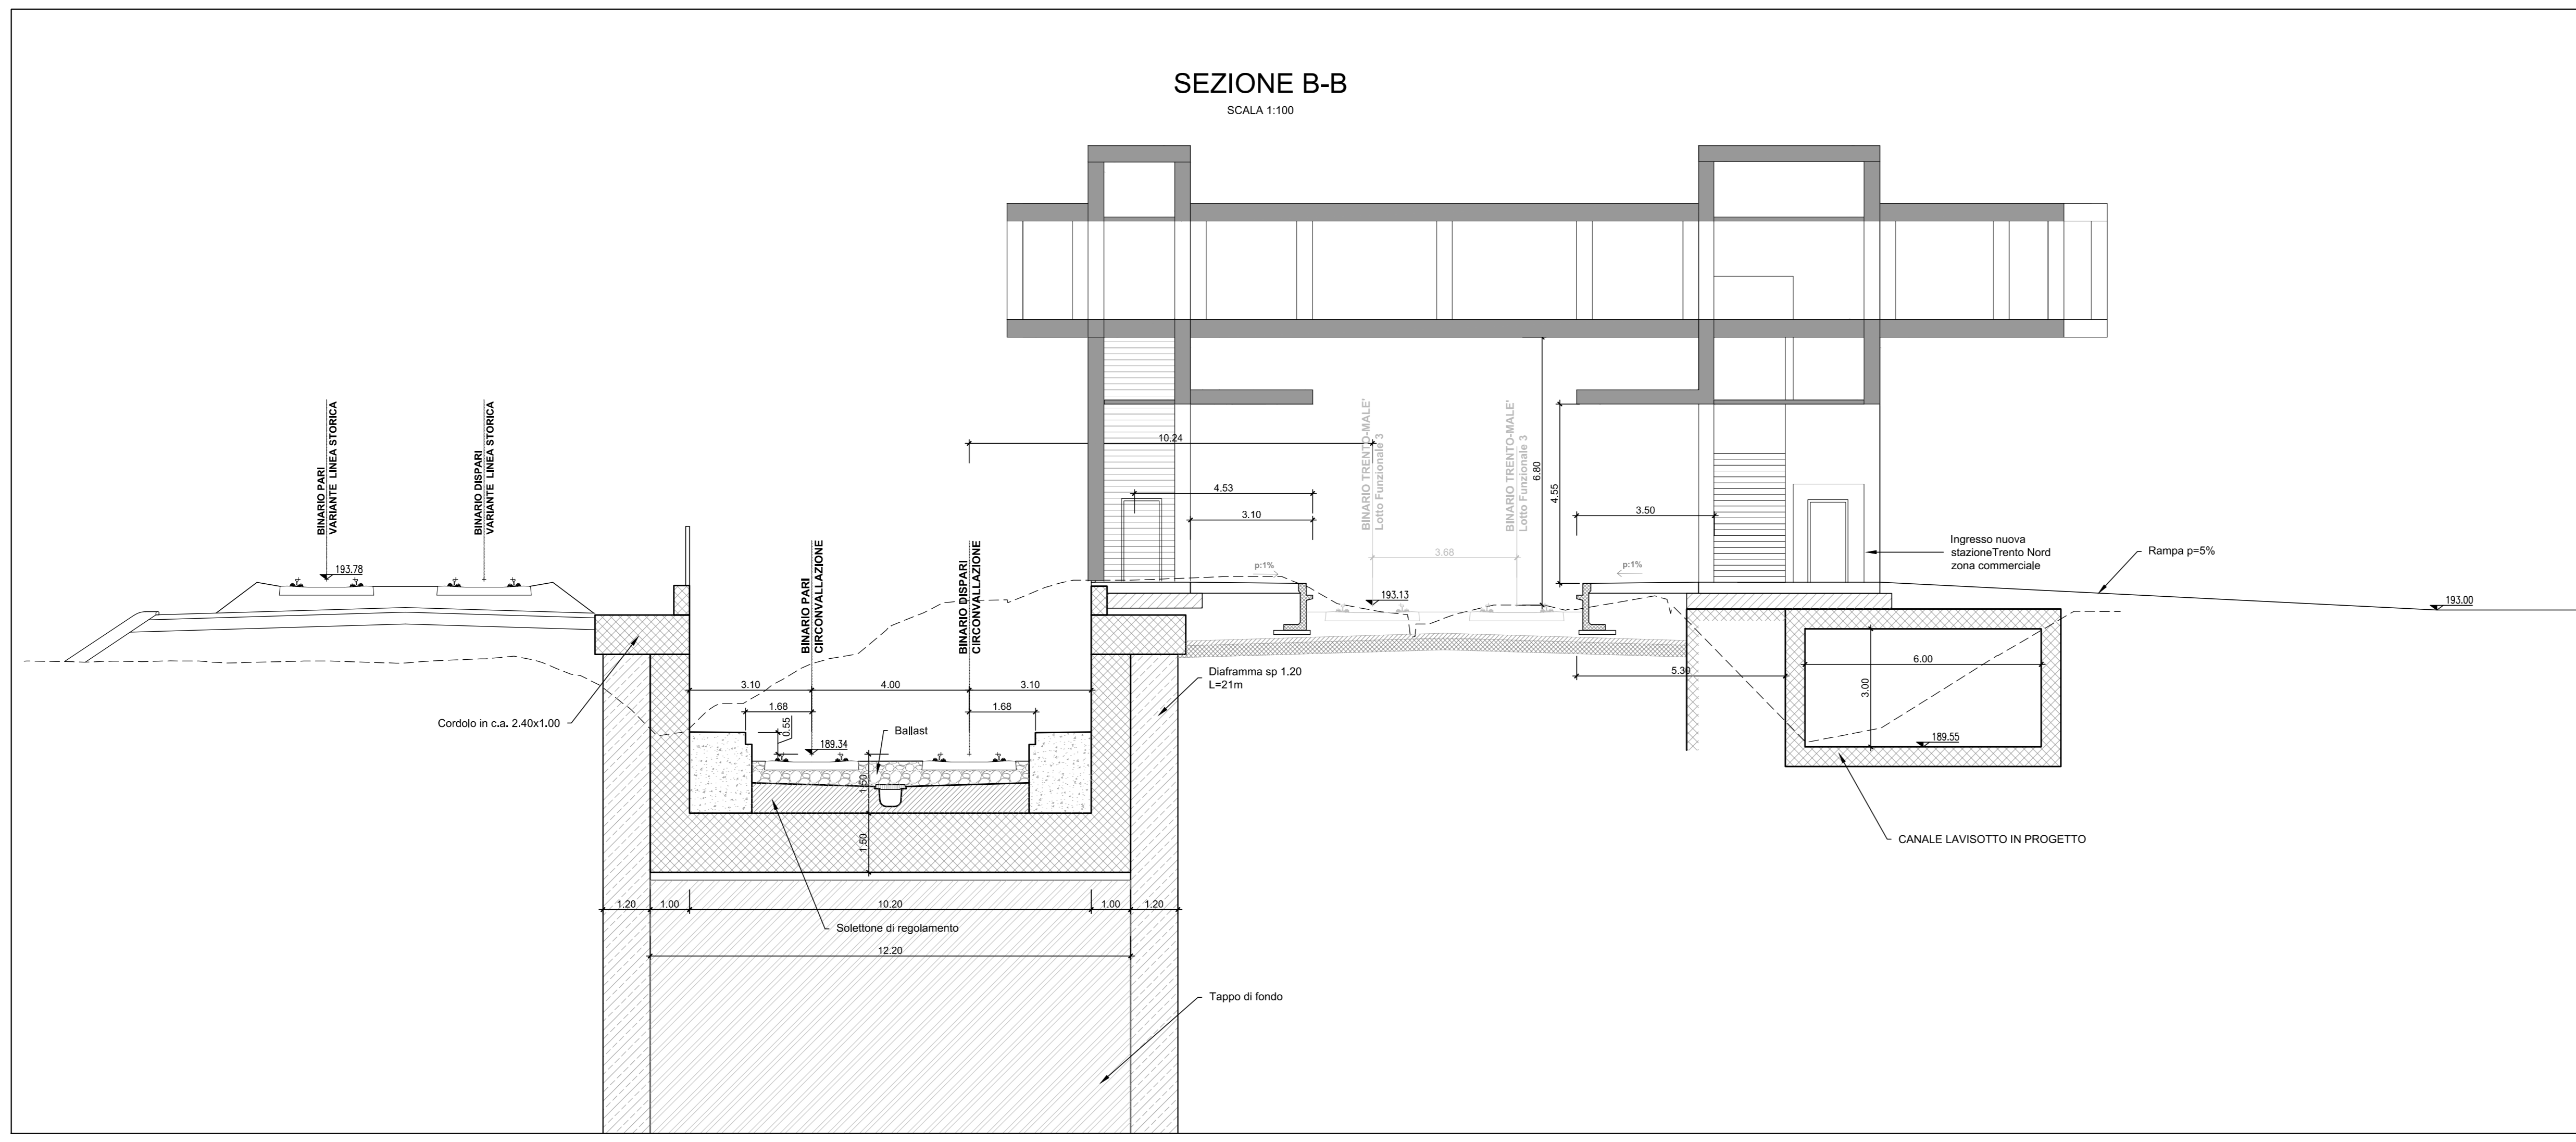 SEZIONE B-B
SCALA 1:100
BINARIO PARI
VARIANTE LINEA STORICA
BINARIO DISPARI
VARIANTE LINEA STORICA
193.78
BINARIO PARI
CIRCONVALLAZIONE
BINARIO DISPARI
CIRCONVALLAZIONE
10.24
4.53
3.10
BINARIO TRENTO-MALE'
Lotto Funzionale 3
BINARIO TRENTO-MALE'
Lotto Funzionale 3
6.80
4.55
3.50
3.68
p:1%
p:1%
193.13
Ingresso nuova
stazioneTrento Nord
zona commerciale
Rampa p=5%
193.00
Diaframma sp 1.20
L=21m
5.30
6.00
3.00
189.55
CANALE LAVISOTTO IN PROGETTO
Cordolo in c.a. 2.40x1.00
3.10
4.00
3.10
1.68
1.68
0.55
189.34
Ballast
1.50
1.50
1.20
1.00
10.20
1.00
1.20
Solettone di regolamento
12.20
Tappo di fondo